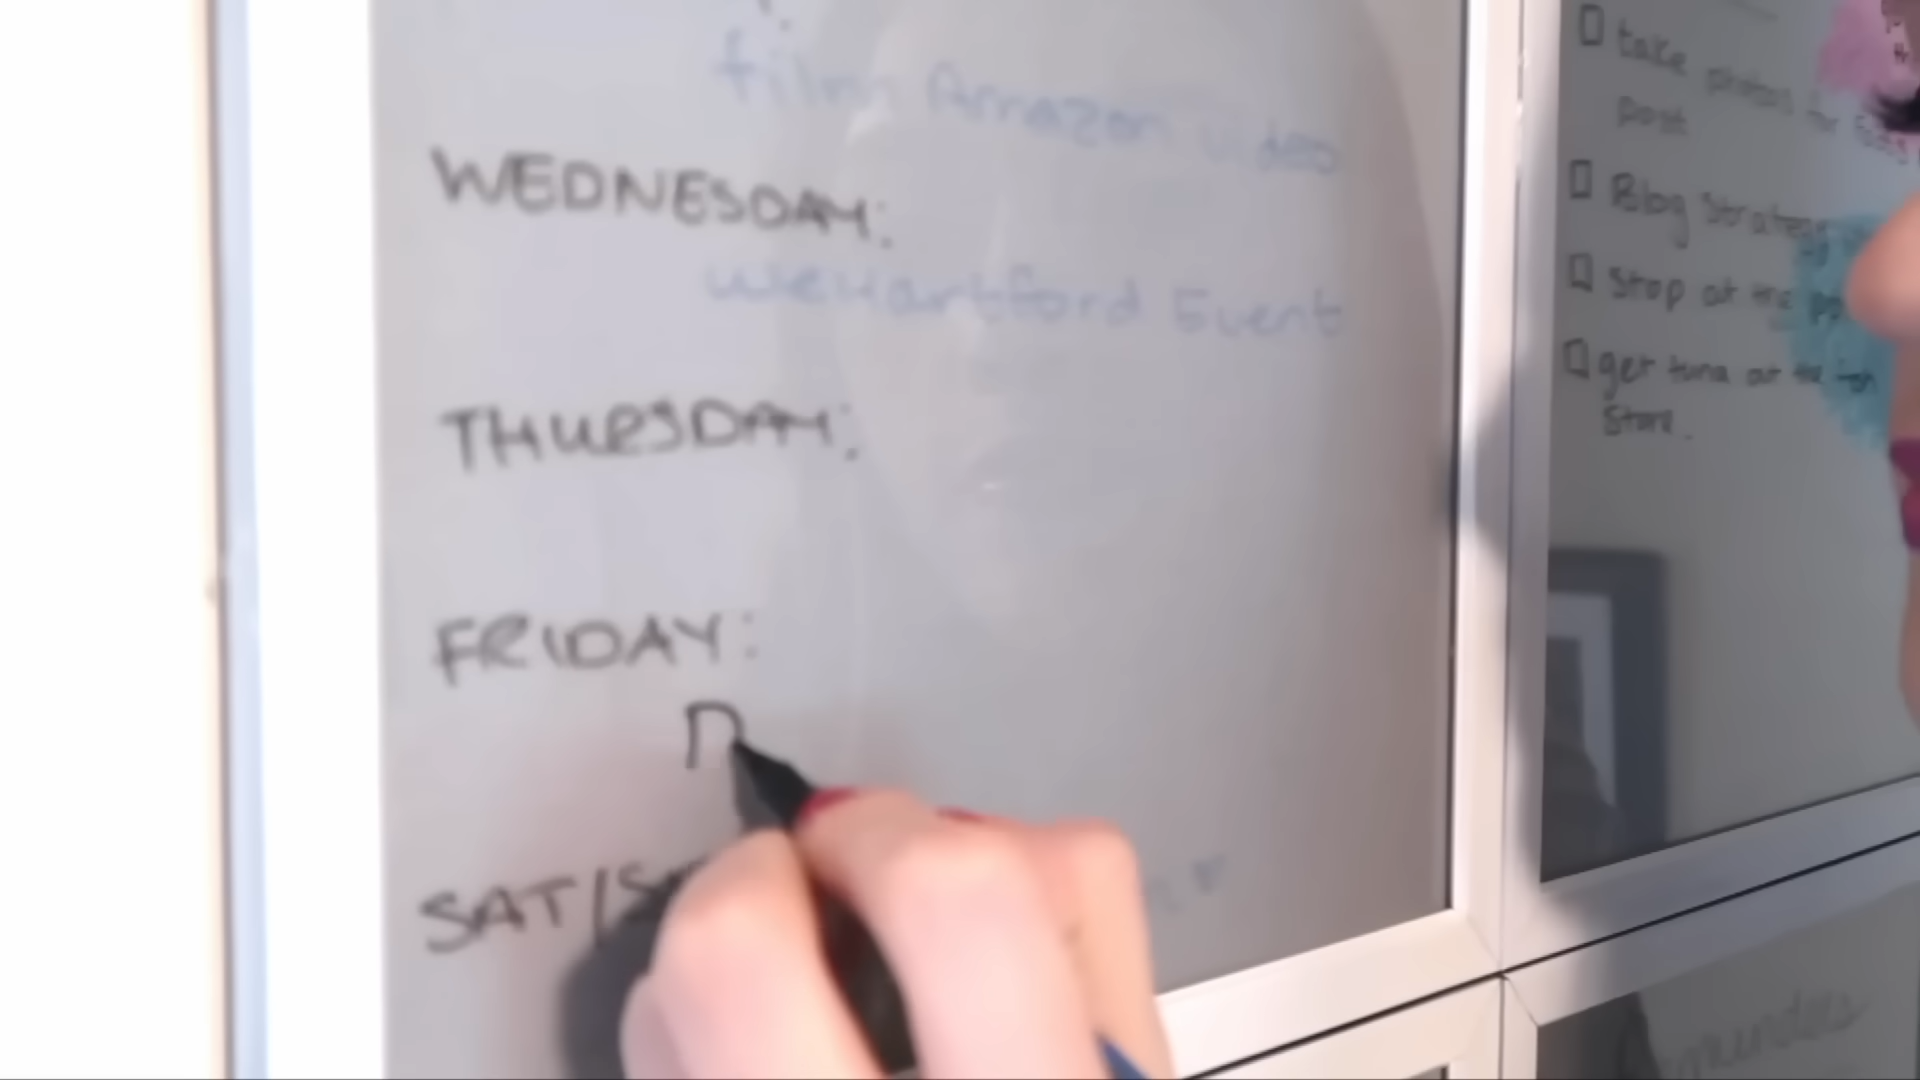 film Amazon video
WEDNESDAY:
weHartford Event
THURSDAY:
FRIDAY:
SAT/
take photos for
post
Blog Strategy
Stop at the
get tuna at the
Store.
Reminders